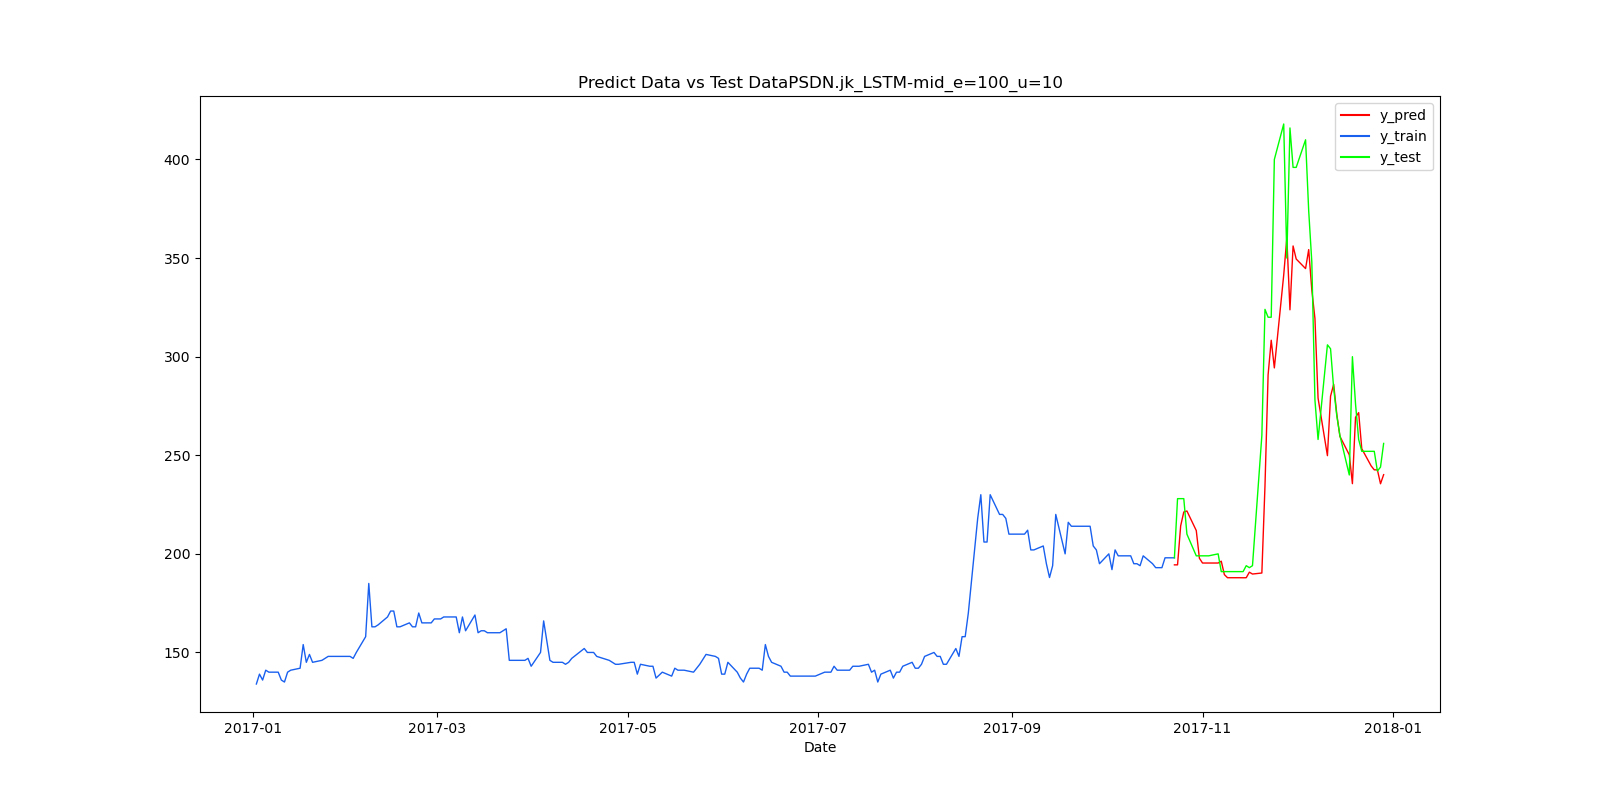 Predict Data vs Test DataPSDN.jk_LSTM-mid_e=100_u=10
y_pred
y_train
y_test
400
350
300
250
200
150
2017-01
2017-03
2017-05
2017-07
2017-09
2017-11
2018-01
Date